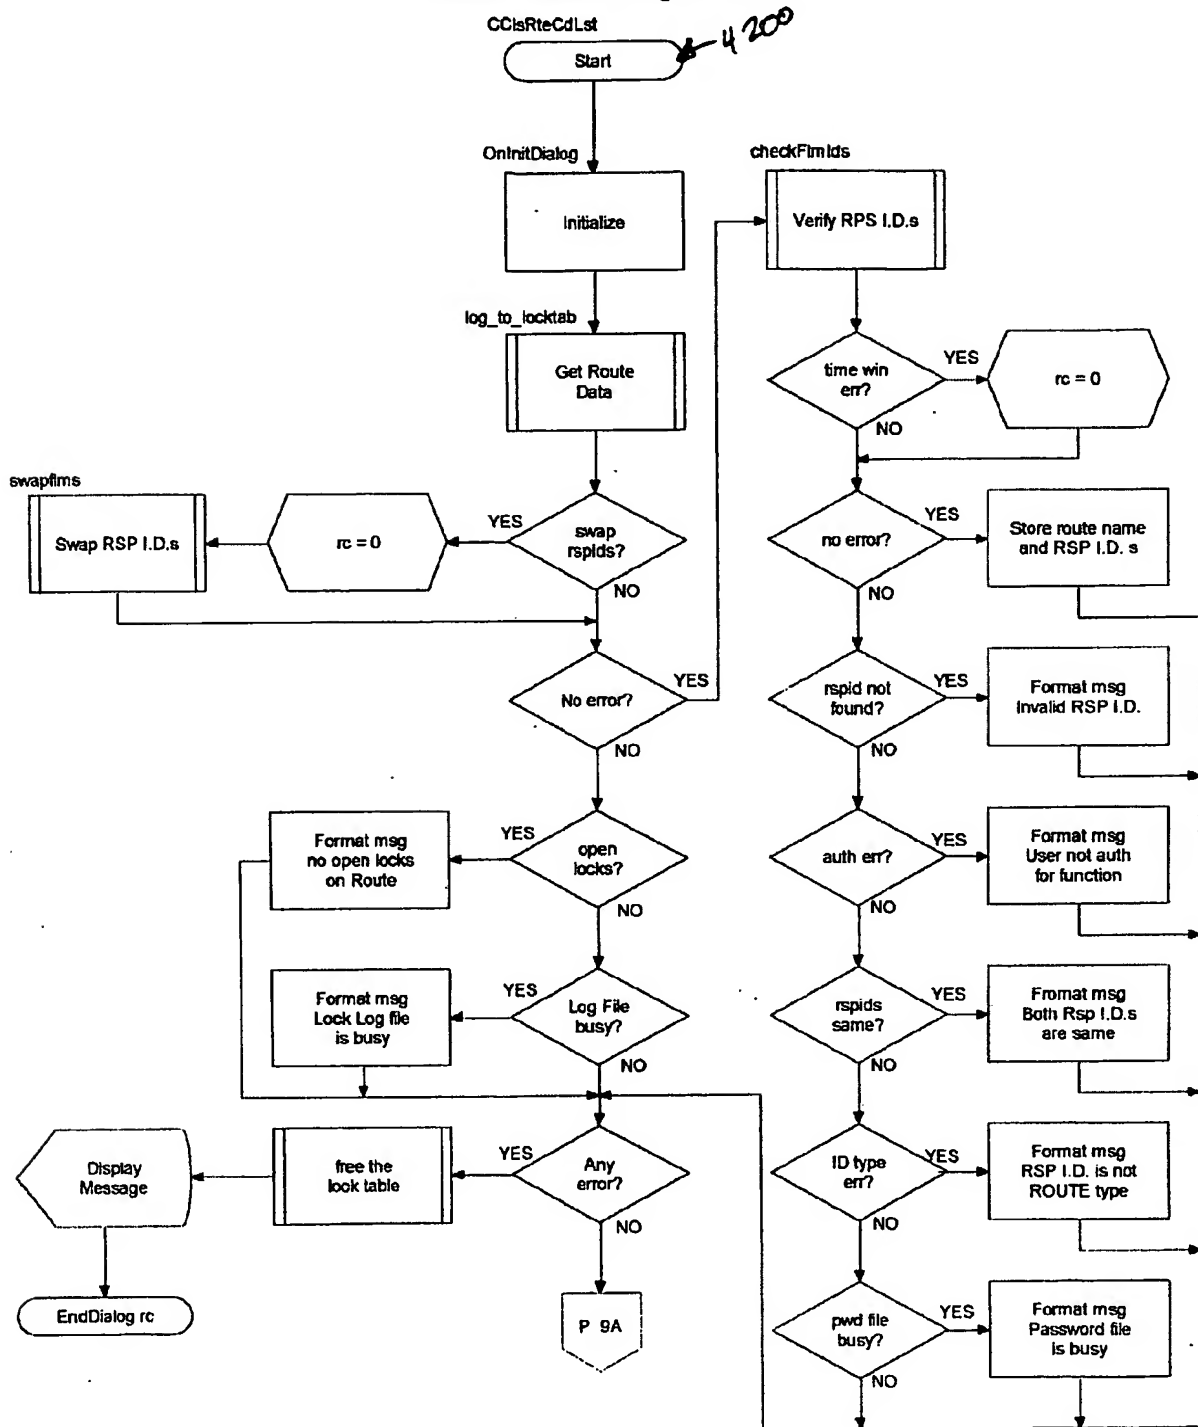 CClsRteCdLst
4200
Start
OnInitDialog
Initialize
log_to_locktab
Get Route
Data
swapflms
Swap RSP I.D.s
rc = 0
YES
swap
rspids?
NO
No error?
YES
NO
Format msg
no open locks
on Route
YES
open
locks?
NO
Format msg
Lock Log file
is busy
YES
Log File
busy?
NO
Display
Message
free the
lock table
YES
Any
error?
NO
EndDialog rc
P 9A
checkFlmIds
Verify RPS I.D.s
time win
err?
YES
rc = 0
NO
no error?
YES
Store route name
and RSP I.D. s
NO
rspid not
found?
YES
Format msg
Invalid RSP I.D.
NO
auth err?
YES
Format msg
User not auth
for function
NO
rspids
same?
YES
Fromat msg
Both Rsp I.D.s
are same
NO
ID type
err?
YES
Format msg
RSP I.D. is not
ROUTE type
NO
pwd file
busy?
YES
Format msg
Password file
is busy
NO